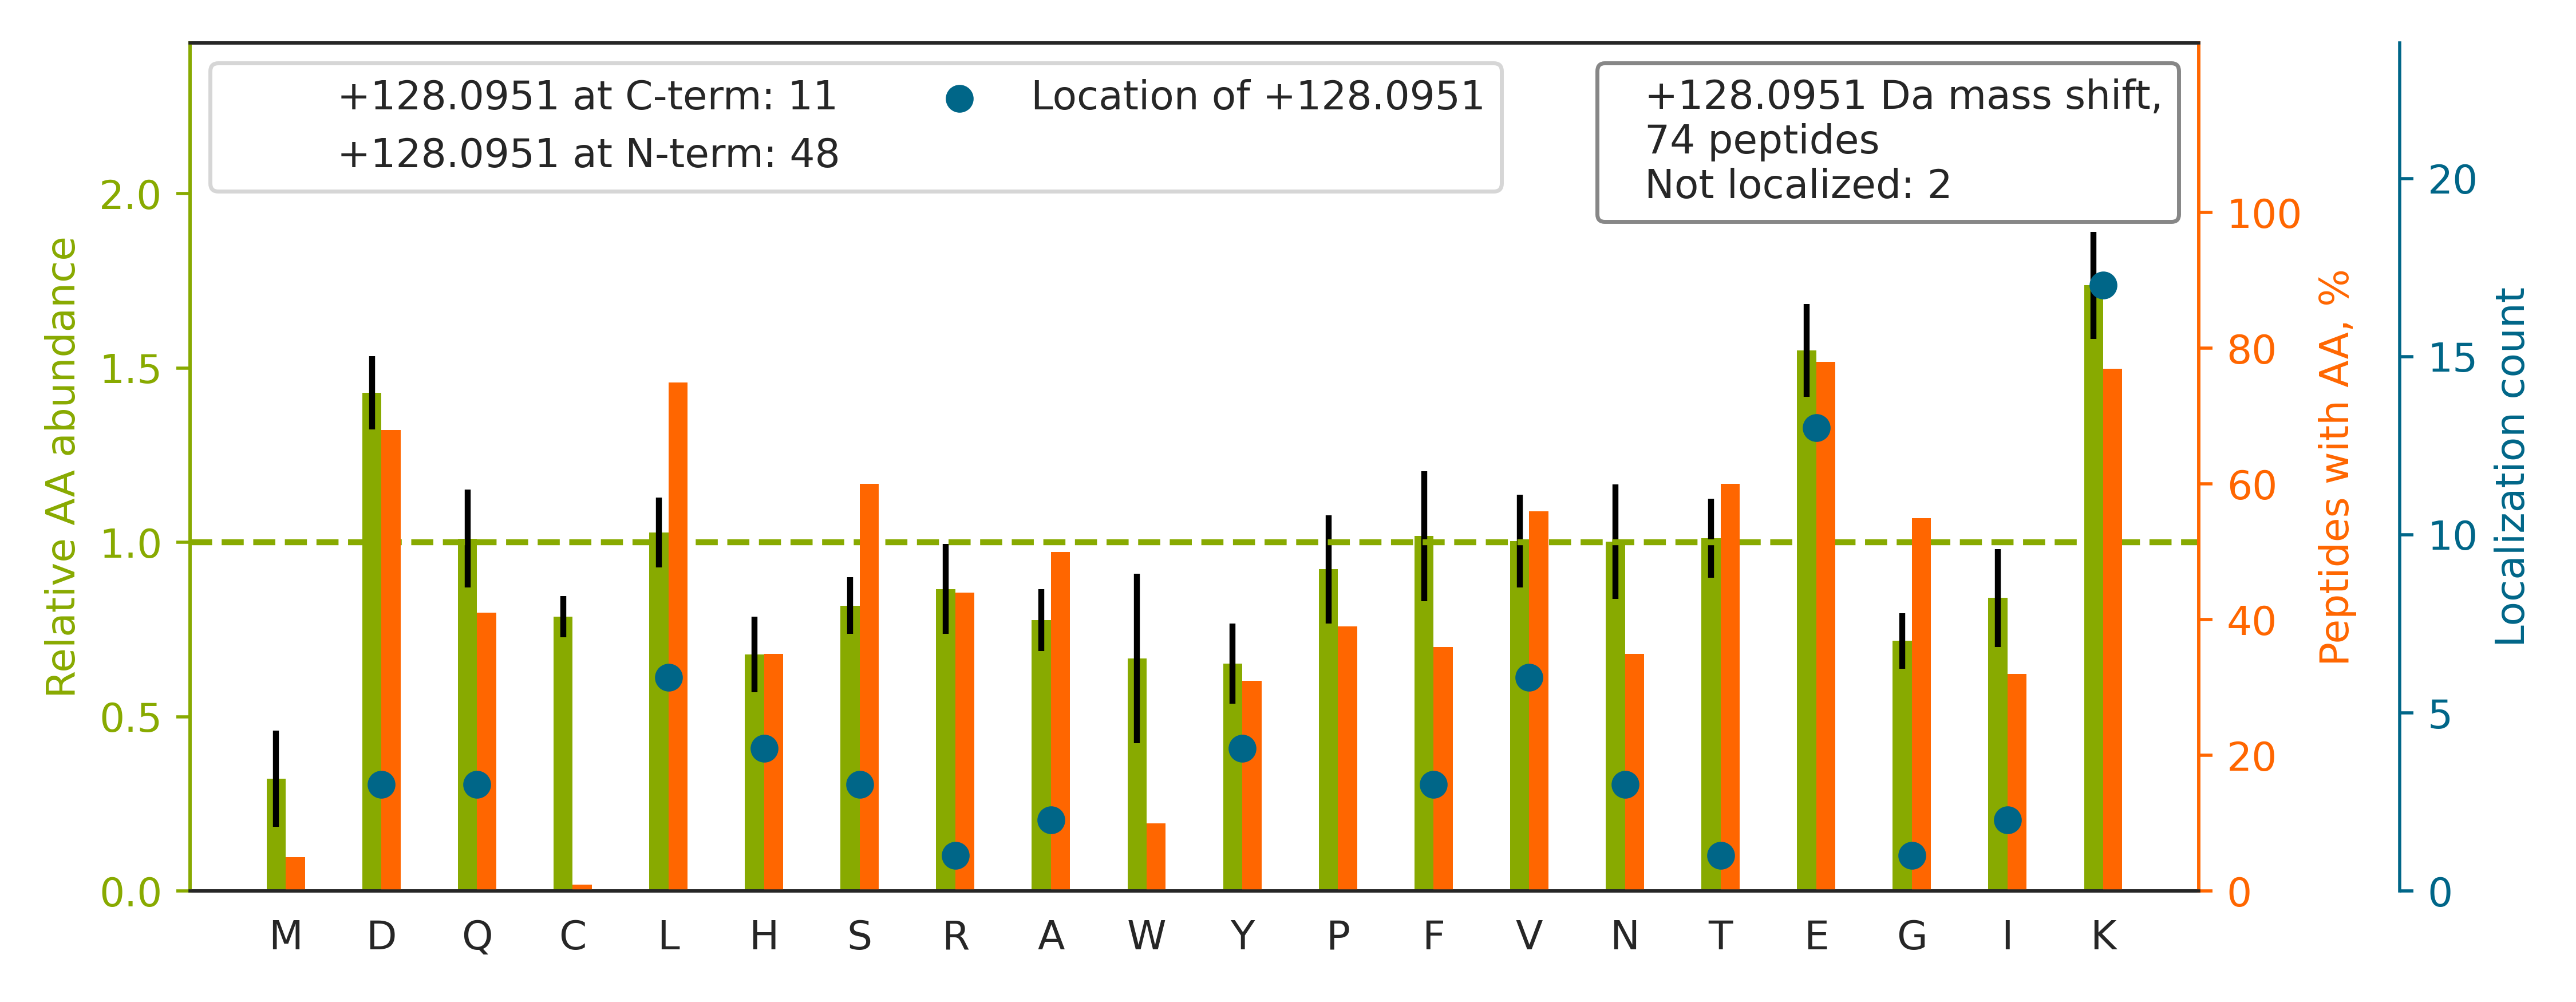 +128.0951 at C-term: 11
+128.0951 at N-term: 48
Location of +128.0951
+128.0951 Da mass shift,
74 peptides
Not localized: 2
Relative AA abundance
2.0
1.5
1.0
0.5
0.0
M D Q C L H S R A W Y P F V N T E G I K
100
80
60
40
20
0
Peptides with AA, %
20
15
10
5
0
Localization count